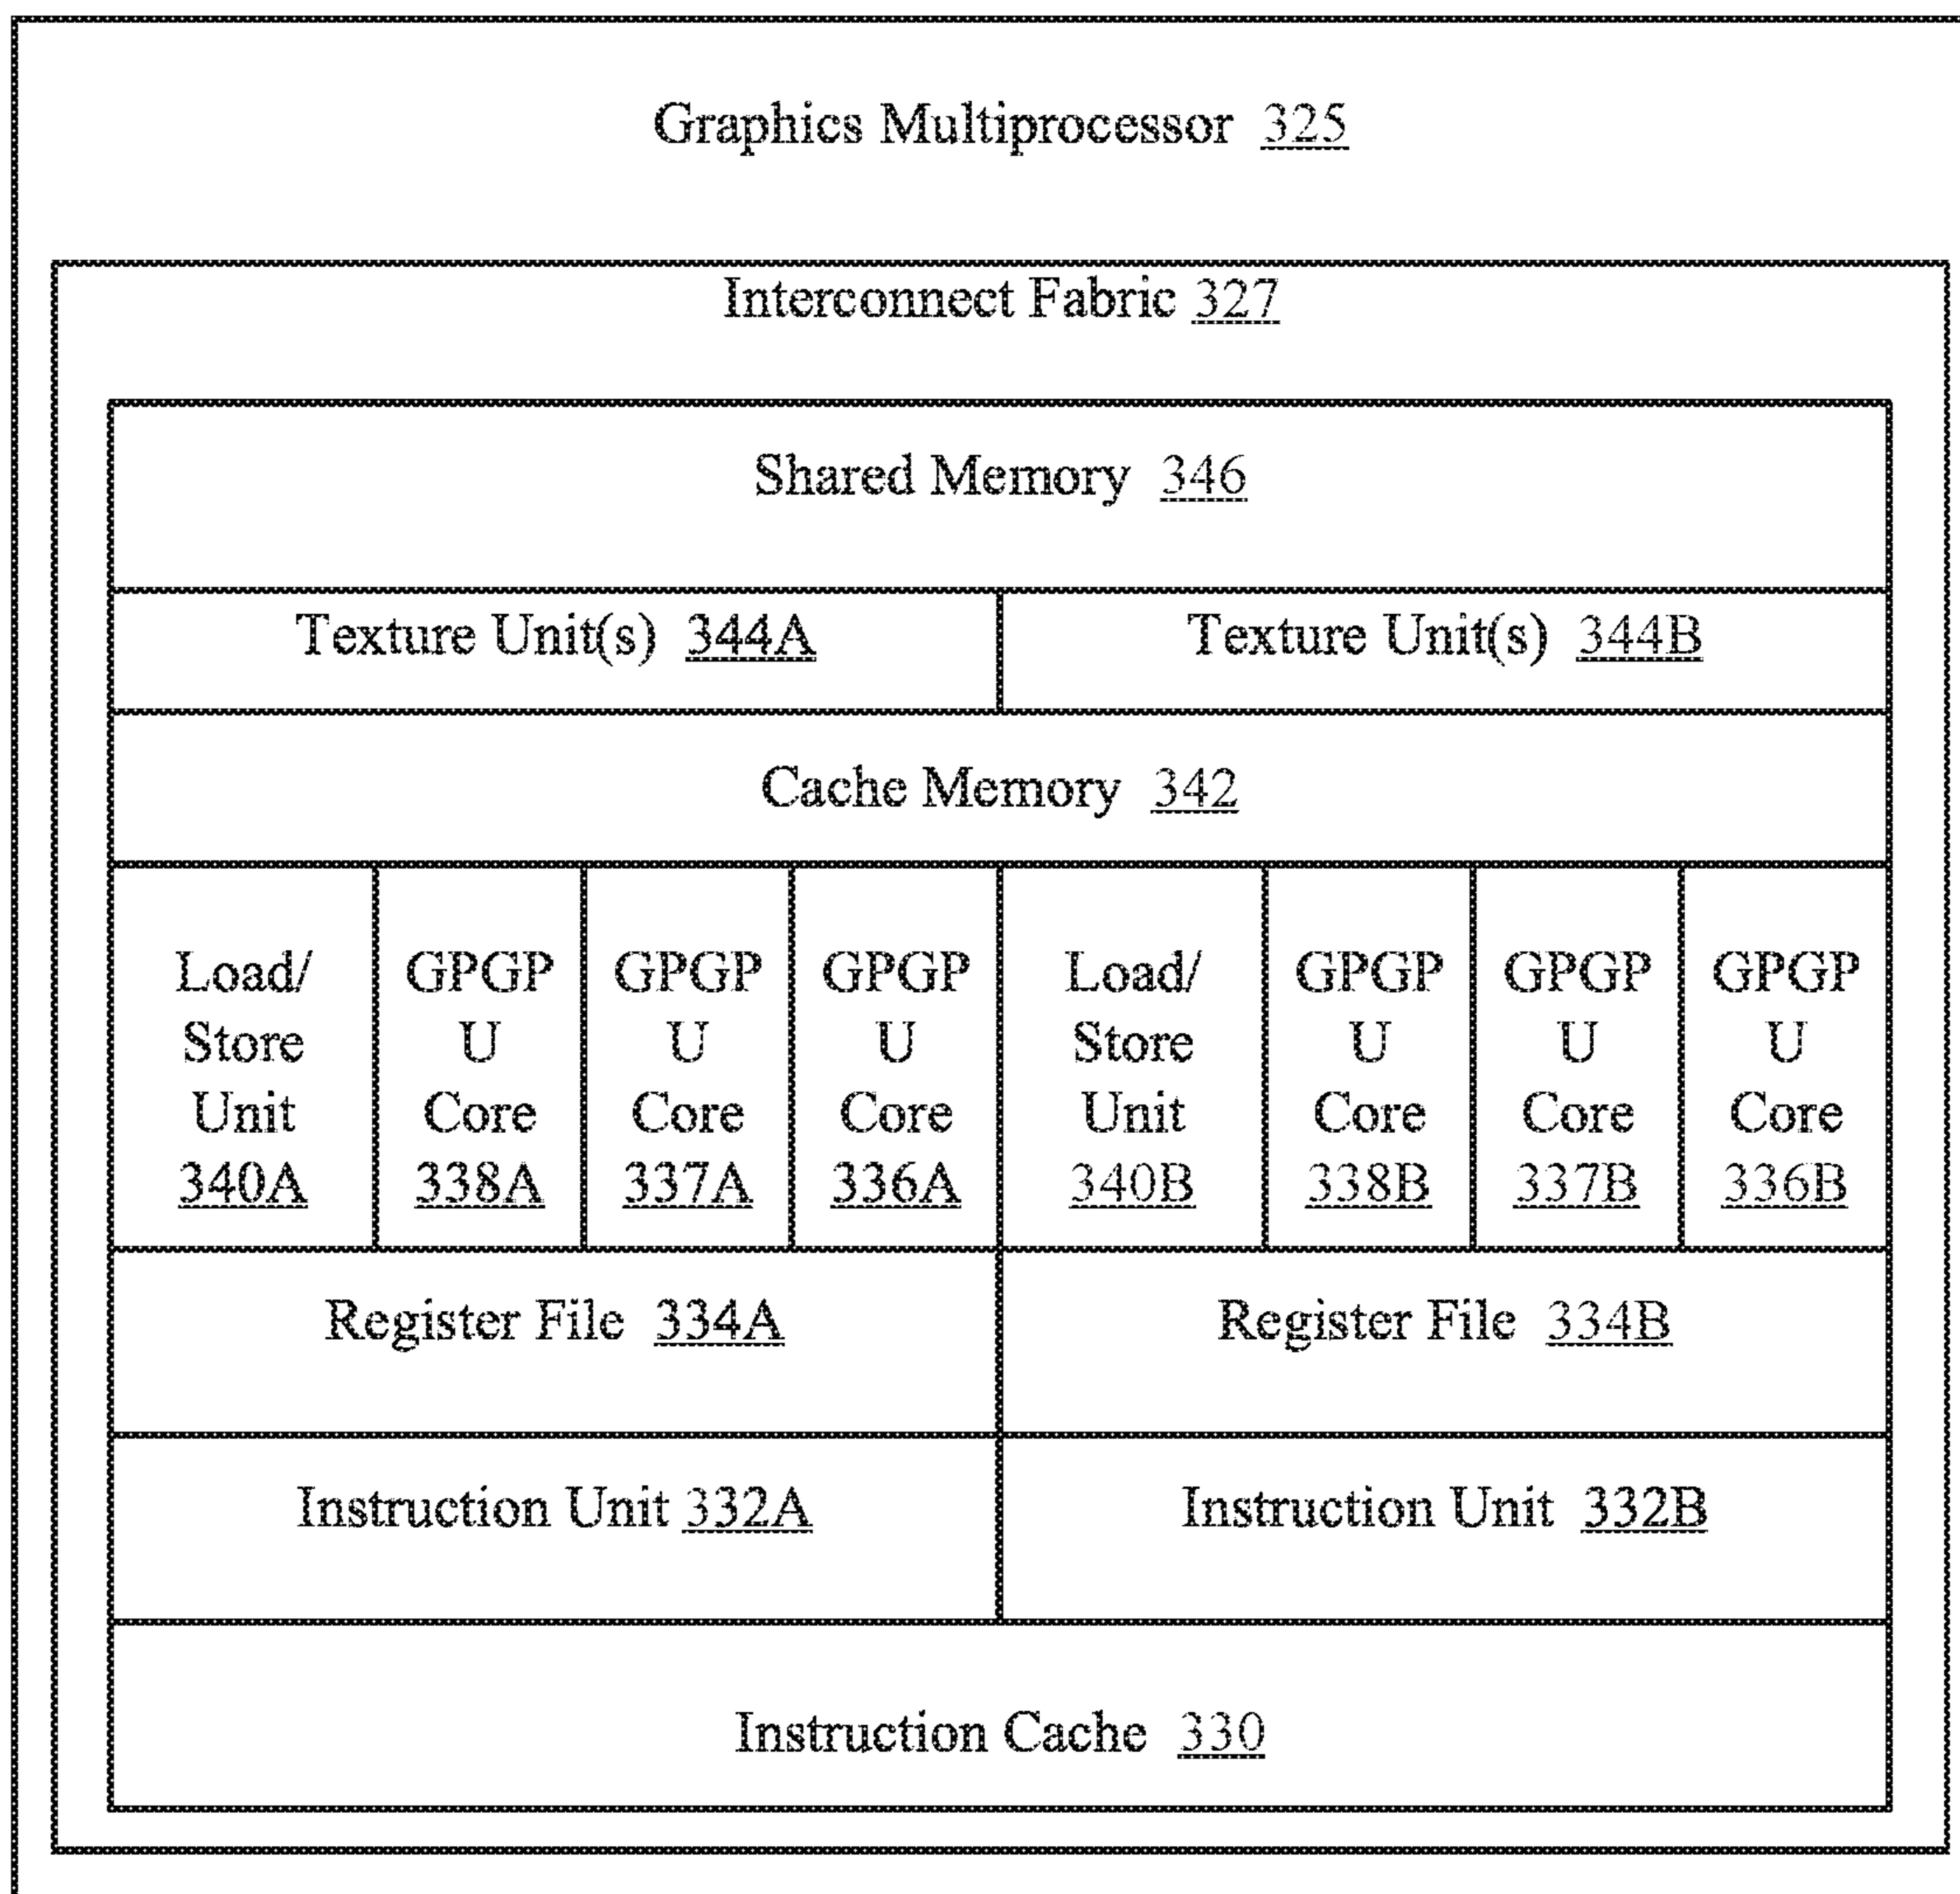 Graphics Multiprocessor 325
Interconnect Fabric 327
Shared Memory 346
Texture Unit(s) 344A
Texture Unit(s) 344B
Cache Memory 342
Load/
Store
Unit
340A
GPGP
U
Core
338A
GPGP
U
Core
337A
GPGP
U
Core
336A
Load/
Store
Unit
340B
GPGP
U
Core
338B
GPGP
U
Core
337B
GPGP
U
Core
336B
Register File 334A
Register File 334B
Instruction Unit 332A
Instruction Unit 332B
Instruction Cache 330